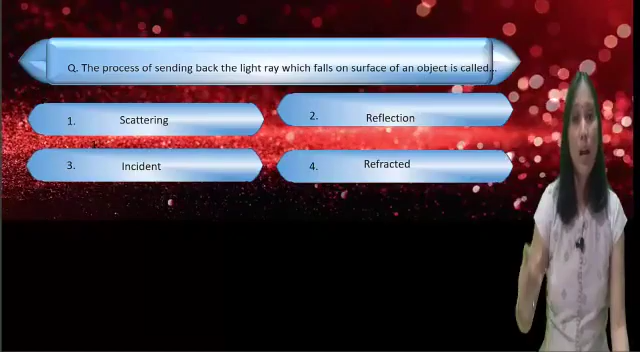 Q. The process of sending back the light ray which falls on surface of an object is called...
1. Scattering
2. Reflection
3. Incident
4. Refracted